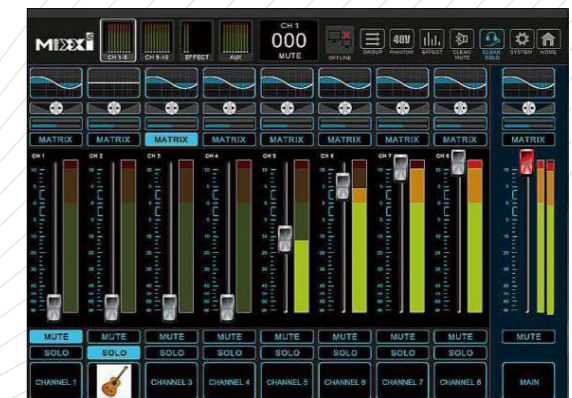 MIXXi
CH 1-8
CH 9-16
EFFECT
AUX
CH 1
000
MUTE
OFFLINE
GROUP
48V
PHANTOM
EFFECT
CLEAN
MUTE
CLEAN
SOLO
SYSTEM
HOME
MATRIX MATRIX MATRIX MATRIX MATRIX MATRIX MATRIX MATRIX MATRIX
CH 1 CH 2 CH 3 CH 4 CH 5 CH 6 CH 7 CH 8
MUTE MUTE MUTE MUTE MUTE MUTE MUTE MUTE MUTE
SOLO SOLO SOLO SOLO SOLO SOLO SOLO SOLO
CHANNEL 1 CHANNEL 3 CHANNEL 4 CHANNEL 5 CHANNEL 6 CHANNEL 7 CHANNEL 8 MAIN